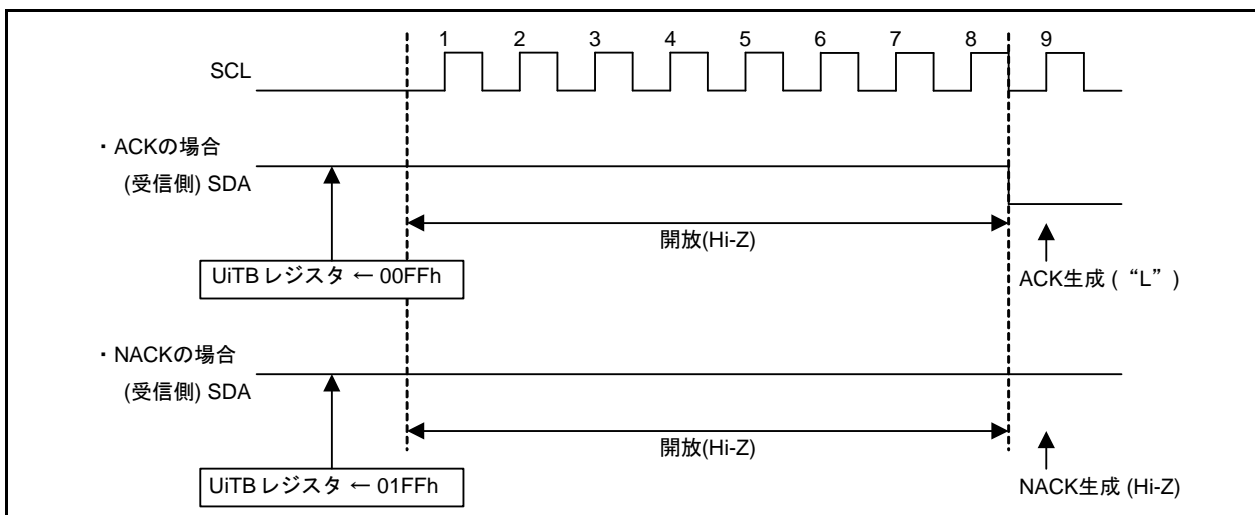 1 2 3 4 5 6 7 8 9
SCL
・ACKの場合
(受信側) SDA
開放(Hi-Z)
UiTB レジスタ ← 00FFh
ACK生成 (“L”)
・NACKの場合
(受信側) SDA
開放(Hi-Z)
UiTB レジスタ ← 01FFh
NACK生成 (Hi-Z)